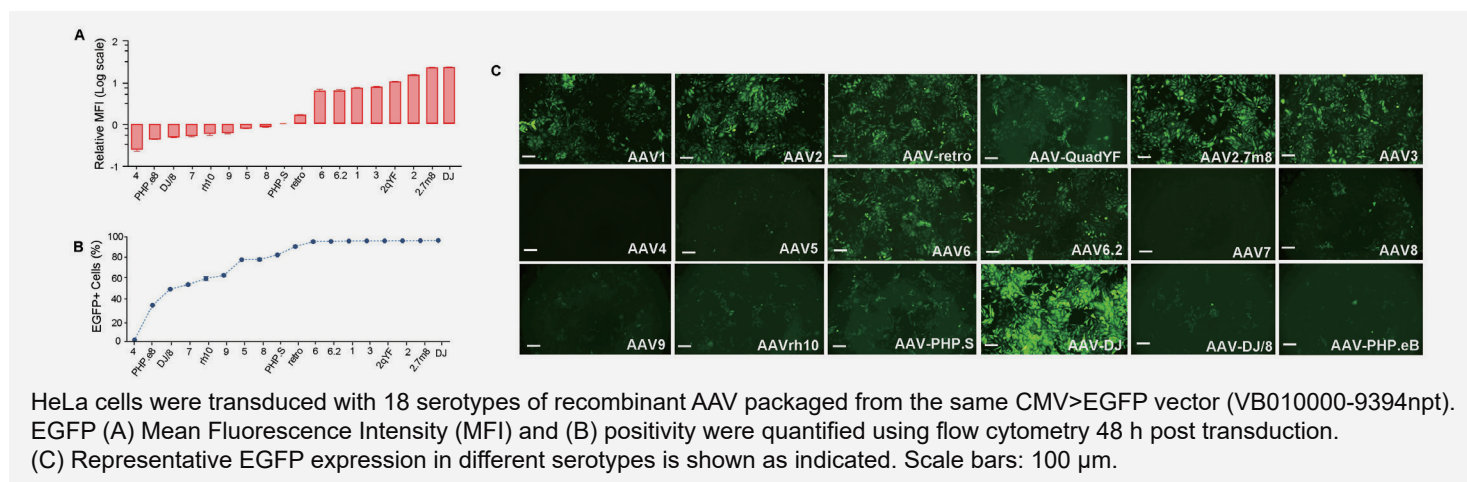 A
Relative MFI (Log scale)
2
1
0
-1
4 PHP.e8 DJ/8 7 rh10 9 5 8 PHP.S retro 6 6.2 1 3 2qYF 2 2.7m8 DJ
B
EGFP+ Cells (%)
100
80
60
40
20
0
4 PHP.e8 DJ/8 7 rh10 9 5 8 PHP.S retro 6 6.2 1 3 2qYF 2 2.7m8 DJ
C
AAV1 AAV2 AAV-retro AAV-QuadYF AAV2.7m8 AAV3
AAV4 AAV5 AAV6 AAV6.2 AAV7 AAV8
AAV9 AAVrh10 AAV-PHP.S AAV-DJ AAV-DJ/8 AAV-PHP.eB
HeLa cells were transduced with 18 serotypes of recombinant AAV packaged from the same CMV>EGFP vector (VB010000-9394npt).
EGFP (A) Mean Fluorescence Intensity (MFI) and (B) positivity were quantified using flow cytometry 48 h post transduction.
(C) Representative EGFP expression in different serotypes is shown as indicated. Scale bars: 100 μm.